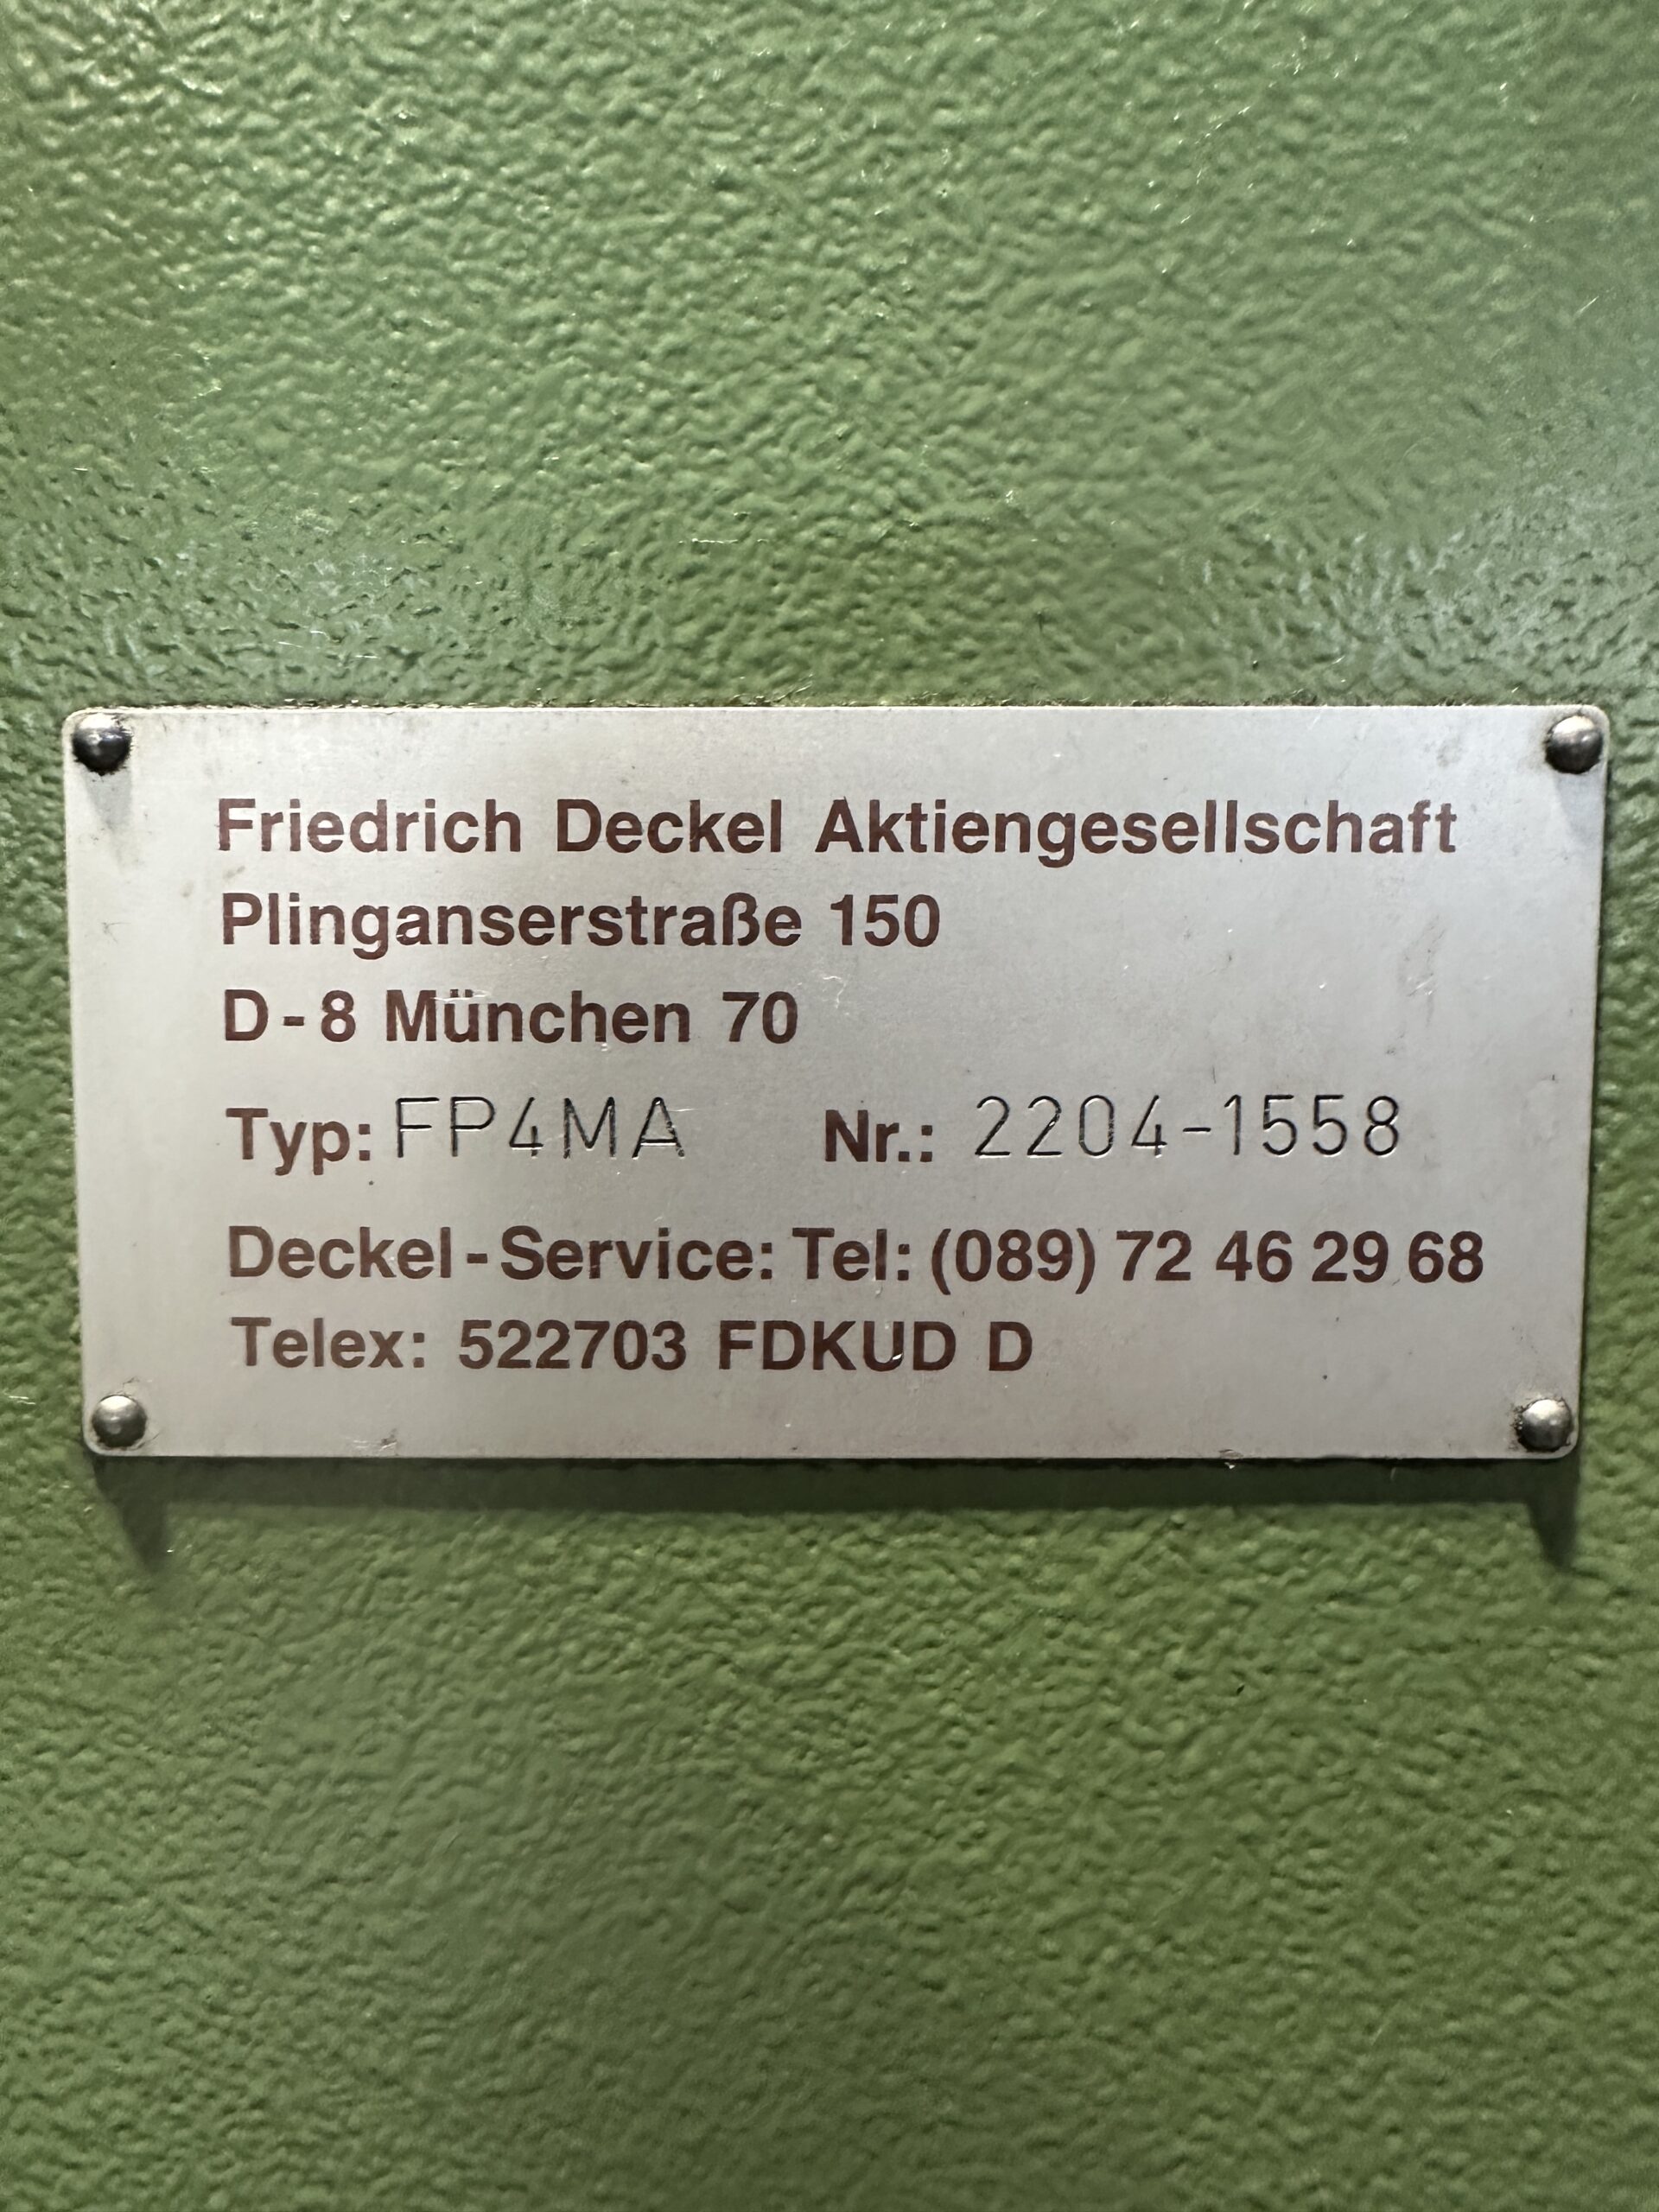 Friedrich Deckel Aktiengesellschaft
Plinganserstraße 150
D-8 München 70
Typ: FP4MA Nr.: 2204-1558
Deckel-Service: Tel: (089) 72 46 29 68
Telex: 522703 FDKUD D